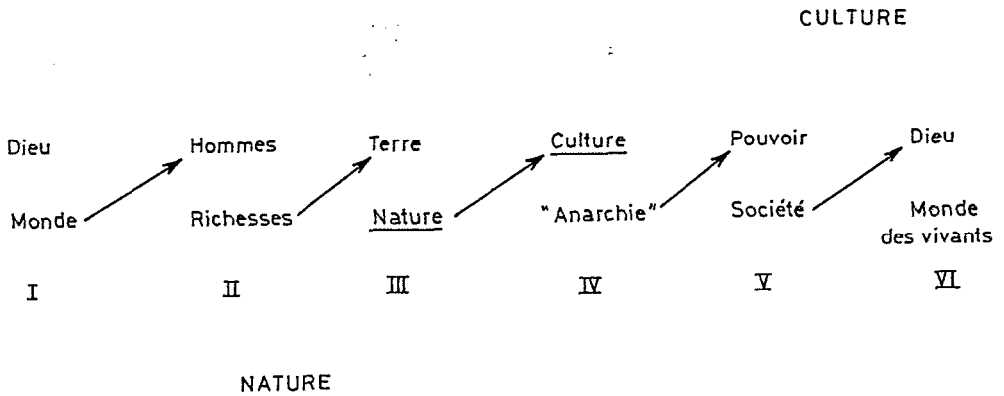 CULTURE
Dieu Hommes Terre Culture Pouvoir Dieu
Monde Richesses Nature "Anarchie" Société Monde
des vivants
I II III IV V VI
NATURE